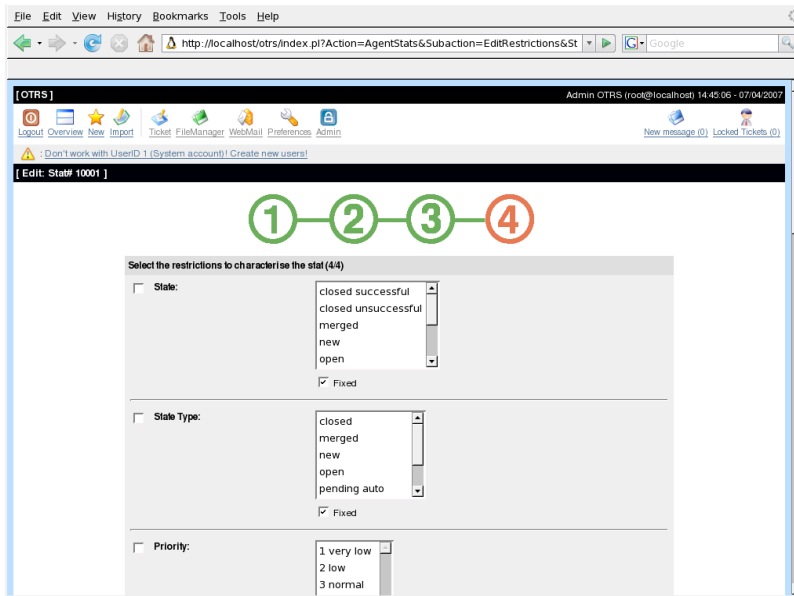 File Edit View History Bookmarks Tools Help
http://localhost/otrs/index.pl?Action=AgentStats&Subaction=EditRestrictions&St
G Google
[ OTRS ] Admin OTRS (root@localhost) 14:45:06 - 07/04/2007
Logout Overview New Import Ticket FileManager WebMail Preferences Admin New message (0) Locked Tickets (0)
: Don't work with UserID 1 (System account)! Create new users!
[ Edit: Stat# 10001 ]
1 2 3 4
Select the restrictions to characterise the stat (4/4)
State:
closed successful
closed unsuccessful
merged
new
open
Fixed
State Type:
closed
merged
new
open
pending auto
Fixed
Priority:
1 very low
2 low
3 normal